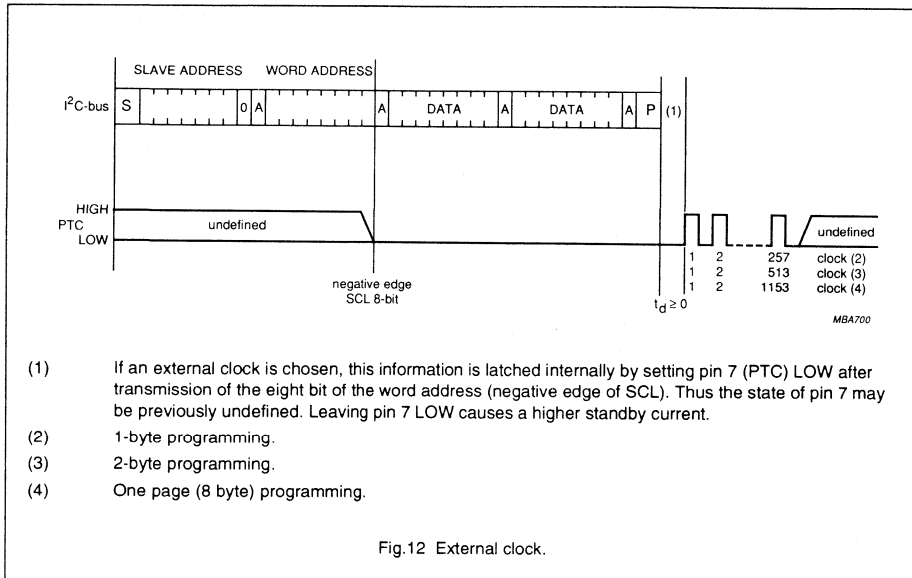 SLAVE ADDRESS WORD ADDRESS
I²C-bus S 0 A A DATA A DATA A P (1)
HIGH
PTC undefined undefined
LOW
1 2 257 clock (2)
1 2 513 clock (3)
1 2 1153 clock (4)
negative edge
SCL 8-bit
td ≥ 0
MBA700
(1) If an external clock is chosen, this information is latched internally by setting pin 7 (PTC) LOW after
transmission of the eight bit of the word address (negative edge of SCL). Thus the state of pin 7 may
be previously undefined. Leaving pin 7 LOW causes a higher standby current.
(2) 1-byte programming.
(3) 2-byte programming.
(4) One page (8 byte) programming.
Fig.12 External clock.